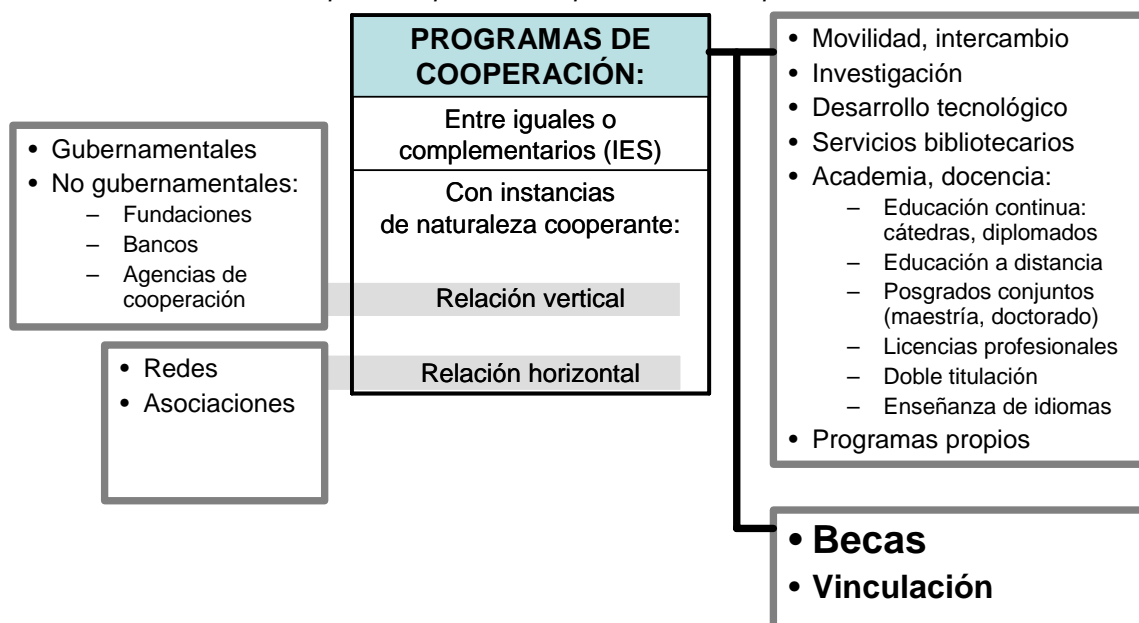 PROGRAMAS DE
COOPERACIÓN:
Entre iguales o
complementarios (IES)
Con instancias
de naturaleza cooperante:
Relación vertical
Relación horizontal
• Gubernamentales
• No gubernamentales:
– Fundaciones
– Bancos
– Agencias de
cooperación
• Redes
• Asociaciones
• Movilidad, intercambio
• Investigación
• Desarrollo tecnológico
• Servicios bibliotecarios
• Academia, docencia:
– Educación continua:
cátedras, diplomados
– Educación a distancia
– Posgrados conjuntos
(maestría, doctorado)
– Licencias profesionales
– Doble titulación
– Enseñanza de idiomas
• Programas propios
• Becas
• Vinculación